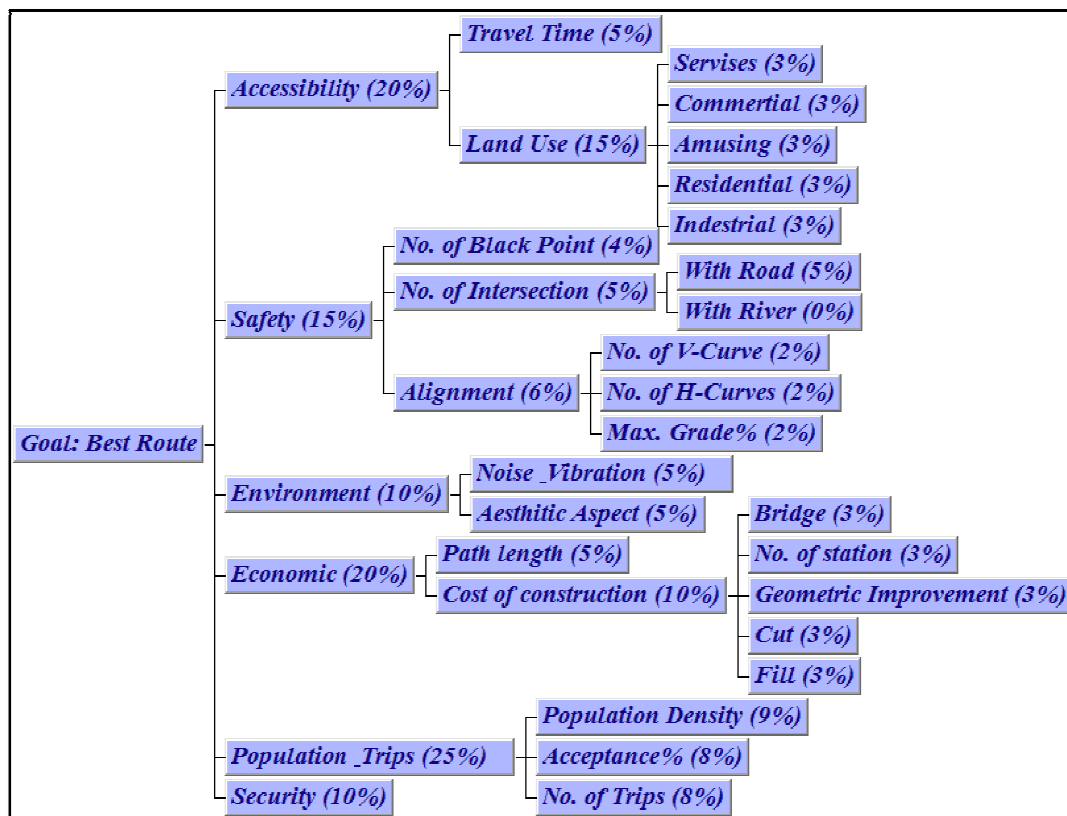 Travel Time (5%)
Servises (3%)
Accessibility (20%)
Commertial (3%)
Land Use (15%)
Amusing (3%)
Residential (3%)
Indestrial (3%)
No. of Black Point (4%)
With Road (5%)
No. of Intersection (5%)
With River (0%)
Safety (15%)
No. of V-Curve (2%)
Alignment (6%)
No. of H-Curves (2%)
Max. Grade% (2%)
Goal: Best Route
Noise_Vibration (5%)
Environment (10%)
Aesthitic Aspect (5%)
Bridge (3%)
Path length (5%)
No. of station (3%)
Economic (20%)
Cost of construction (10%)
Geometric Improvement (3%)
Cut (3%)
Fill (3%)
Population Density (9%)
Population_Trips (25%)
Acceptance% (8%)
Security (10%)
No. of Trips (8%)